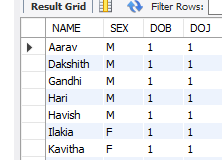 Result Grid Filter Rows:
NAME SEX DOB DOJ
Aarav M 1 1
Dakshith M 1 1
Gandhi M 1 1
Hari M 1 1
Havish M 1 1
Ilakia F 1 1
Kavitha F 1 1